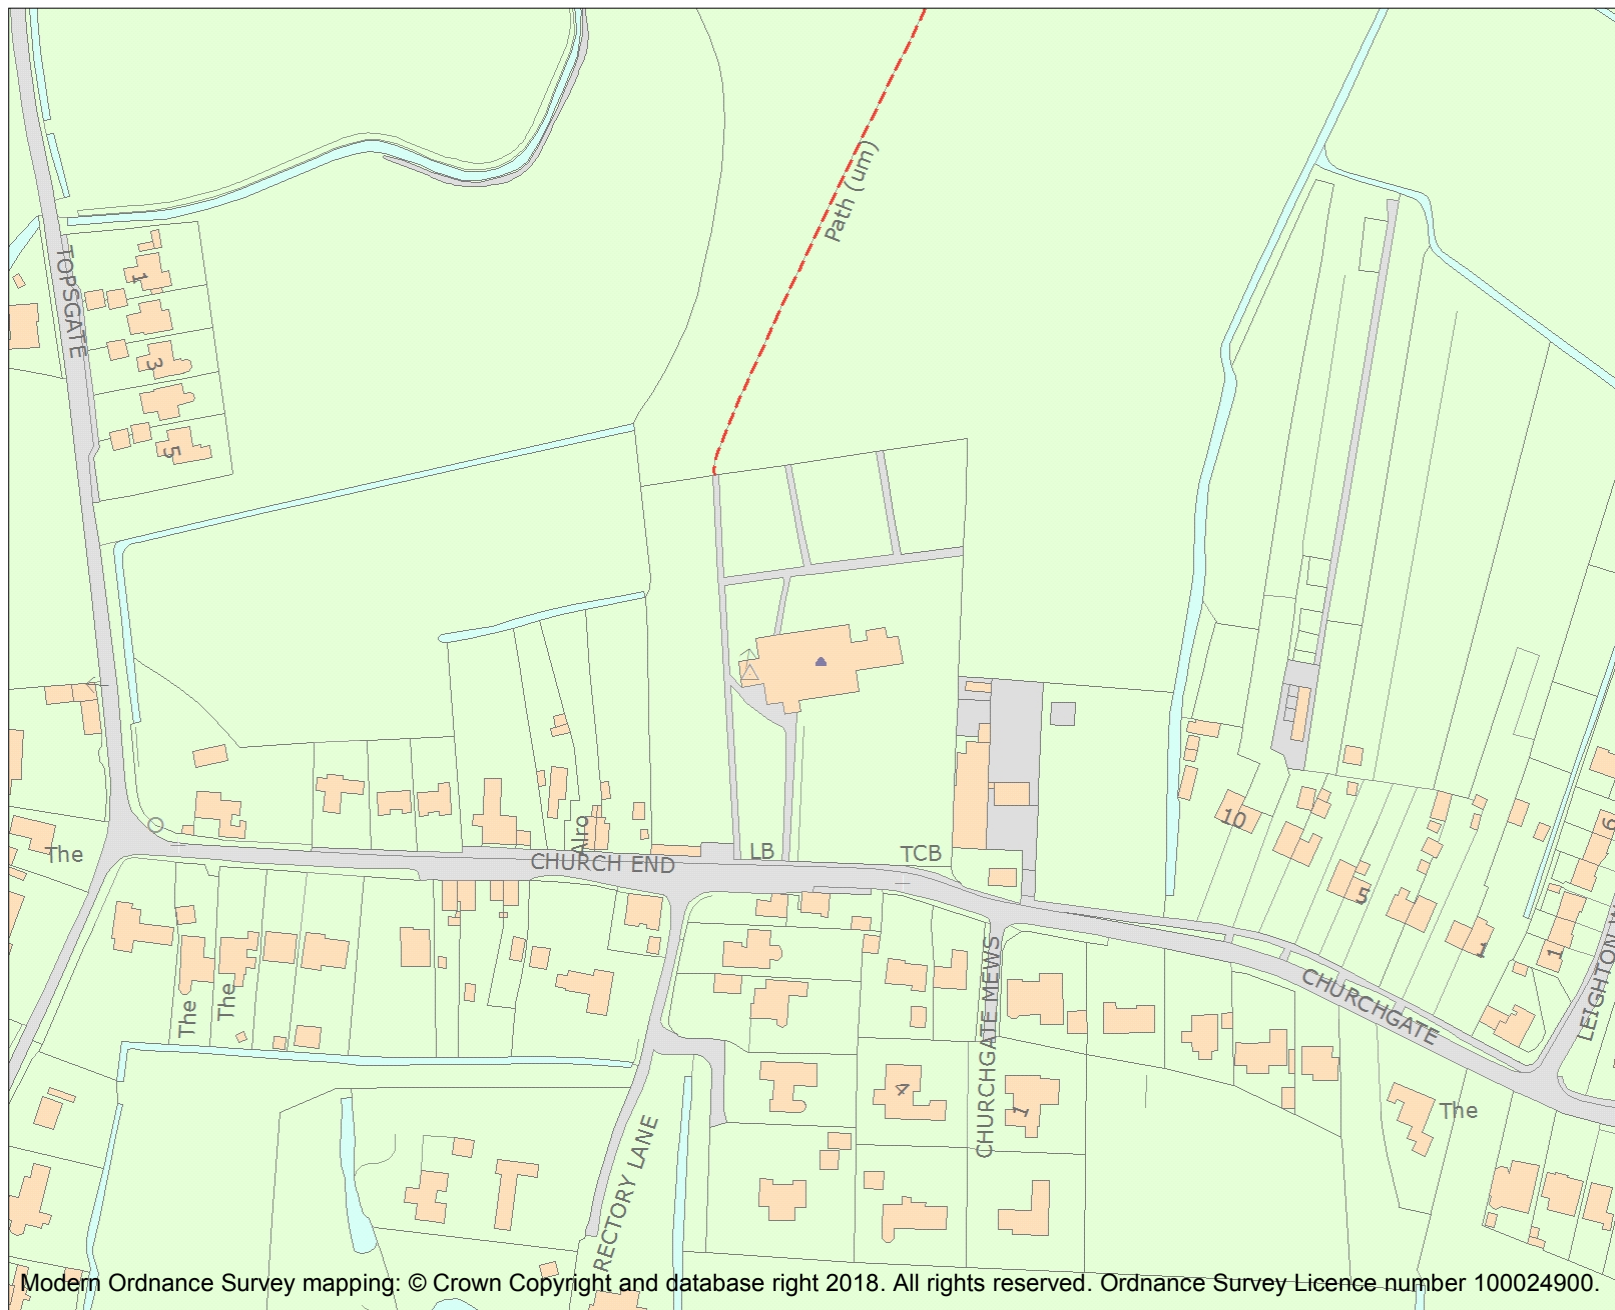 Path (um)
TOPSGATE
1
3
5
Alro
The
CHURCH END
LB
TCB
10
5
1
6
1
The
The
CHURCHGATE MEWS
CHURCHGATE
4
1
The
RECTORY LANE
Modern Ordnance Survey mapping: © Crown Copyright and database right 2018. All rights reserved. Ordnance Survey Licence number 100024900.